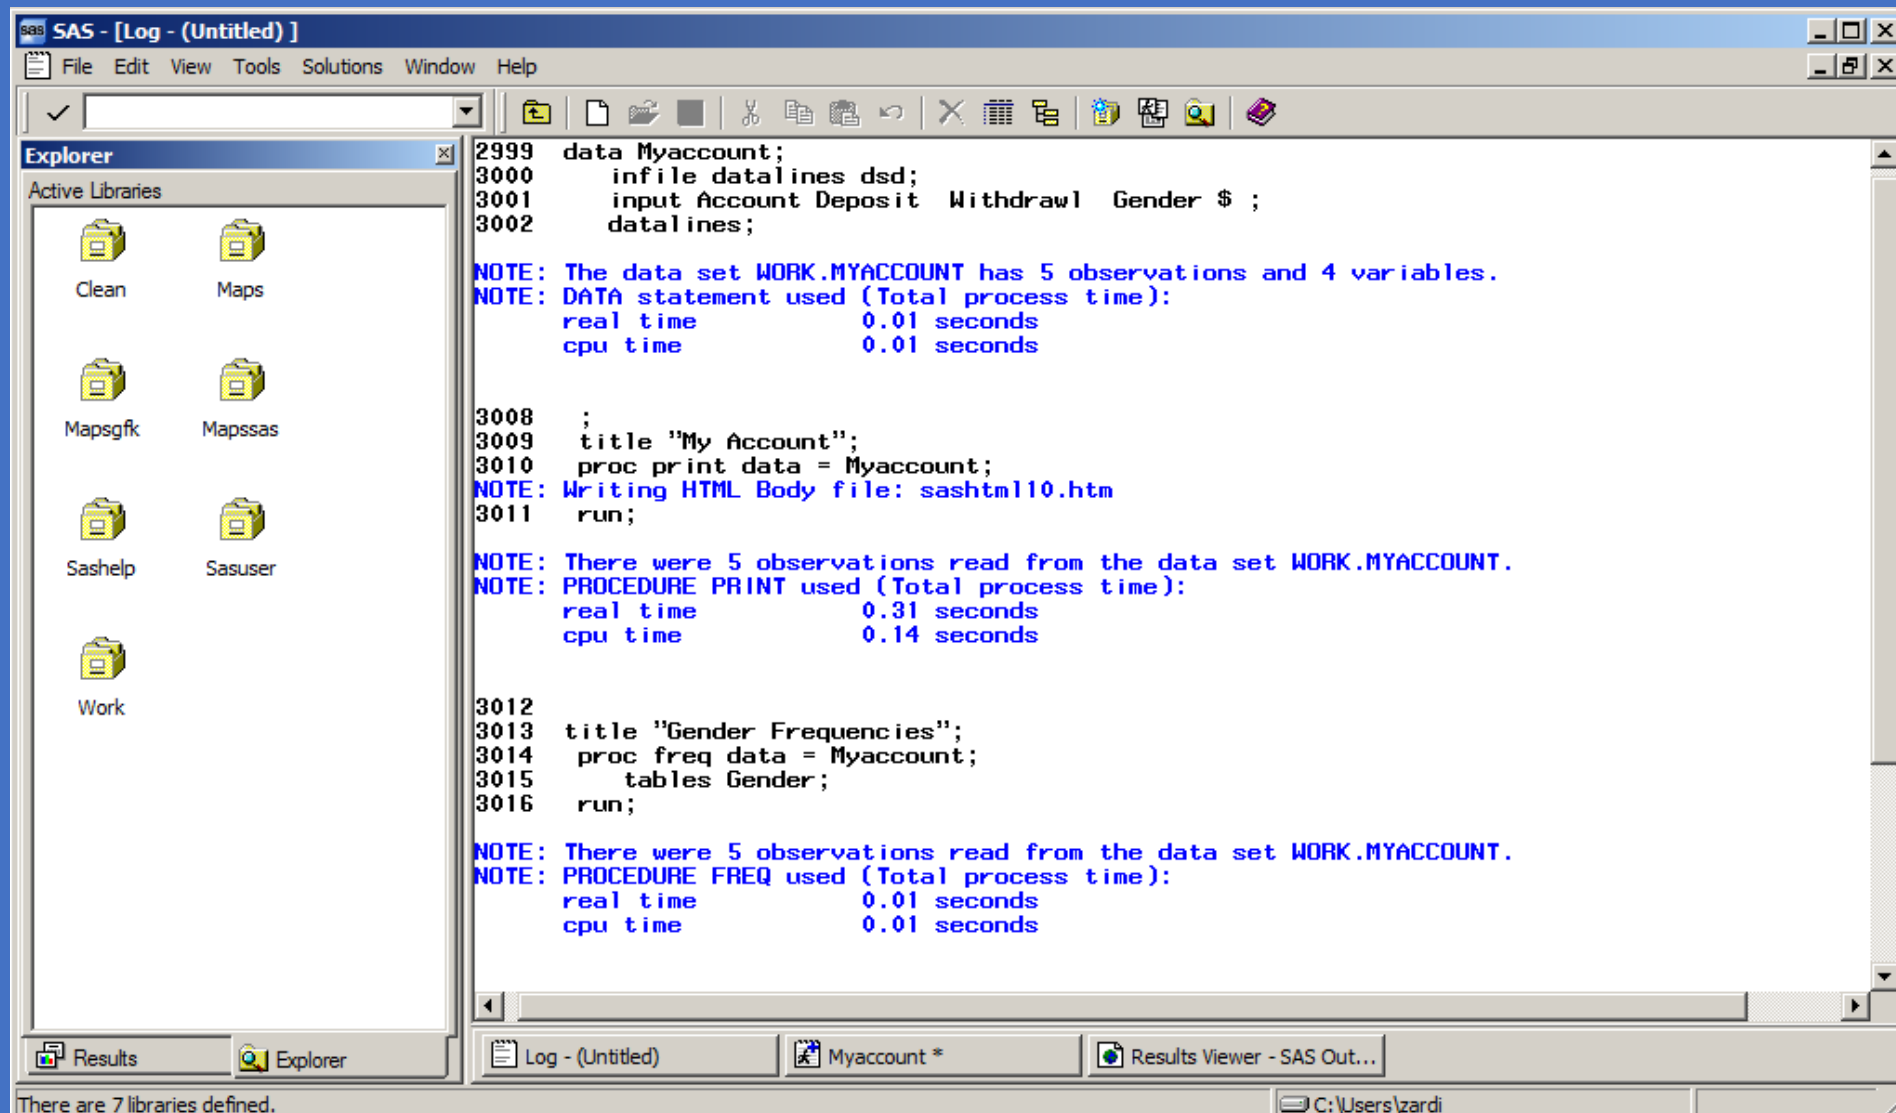 SAS - [Log - (Untitled) ]
File Edit View Tools Solutions Window Help
Explorer
Active Libraries
Clean Maps
Mapsgfk Mapssas
Sashelp Sasuser
Work
2999 data Myaccount;
3000 infile datalines dsd;
3001 input Account Deposit Withdrawl Gender $ ;
3002 datalines;
NOTE: The data set WORK.MYACCOUNT has 5 observations and 4 variables.
NOTE: DATA statement used (Total process time):
real time 0.01 seconds
cpu time 0.01 seconds
3008 ;
3009 title "My Account";
3010 proc print data = Myaccount;
NOTE: Writing HTML Body file: sashtml10.htm
3011 run;
NOTE: There were 5 observations read from the data set WORK.MYACCOUNT.
NOTE: PROCEDURE PRINT used (Total process time):
real time 0.31 seconds
cpu time 0.14 seconds
3012
3013 title "Gender Frequencies";
3014 proc freq data = Myaccount;
3015 tables Gender;
3016 run;
NOTE: There were 5 observations read from the data set WORK.MYACCOUNT.
NOTE: PROCEDURE FREQ used (Total process time):
real time 0.01 seconds
cpu time 0.01 seconds
Results Explorer
Log - (Untitled) Myaccount * Results Viewer - SAS Out...
There are 7 libraries defined. C:\Users\zardi